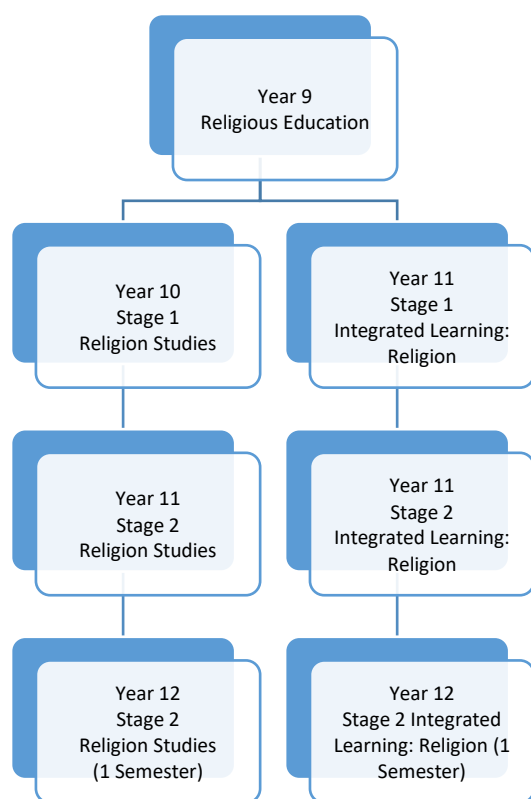 Year 9
Religious Education
Year 10
Stage 1
Religion Studies
Year 11
Stage 1
Integrated Learning:
Religion
Year 11
Stage 2
Religion Studies
Year 11
Stage 2
Integrated Learning:
Religion
Year 12
Stage 2
Religion Studies
(1 Semester)
Year 12
Stage 2 Integrated
Learning: Religion (1
Semester)